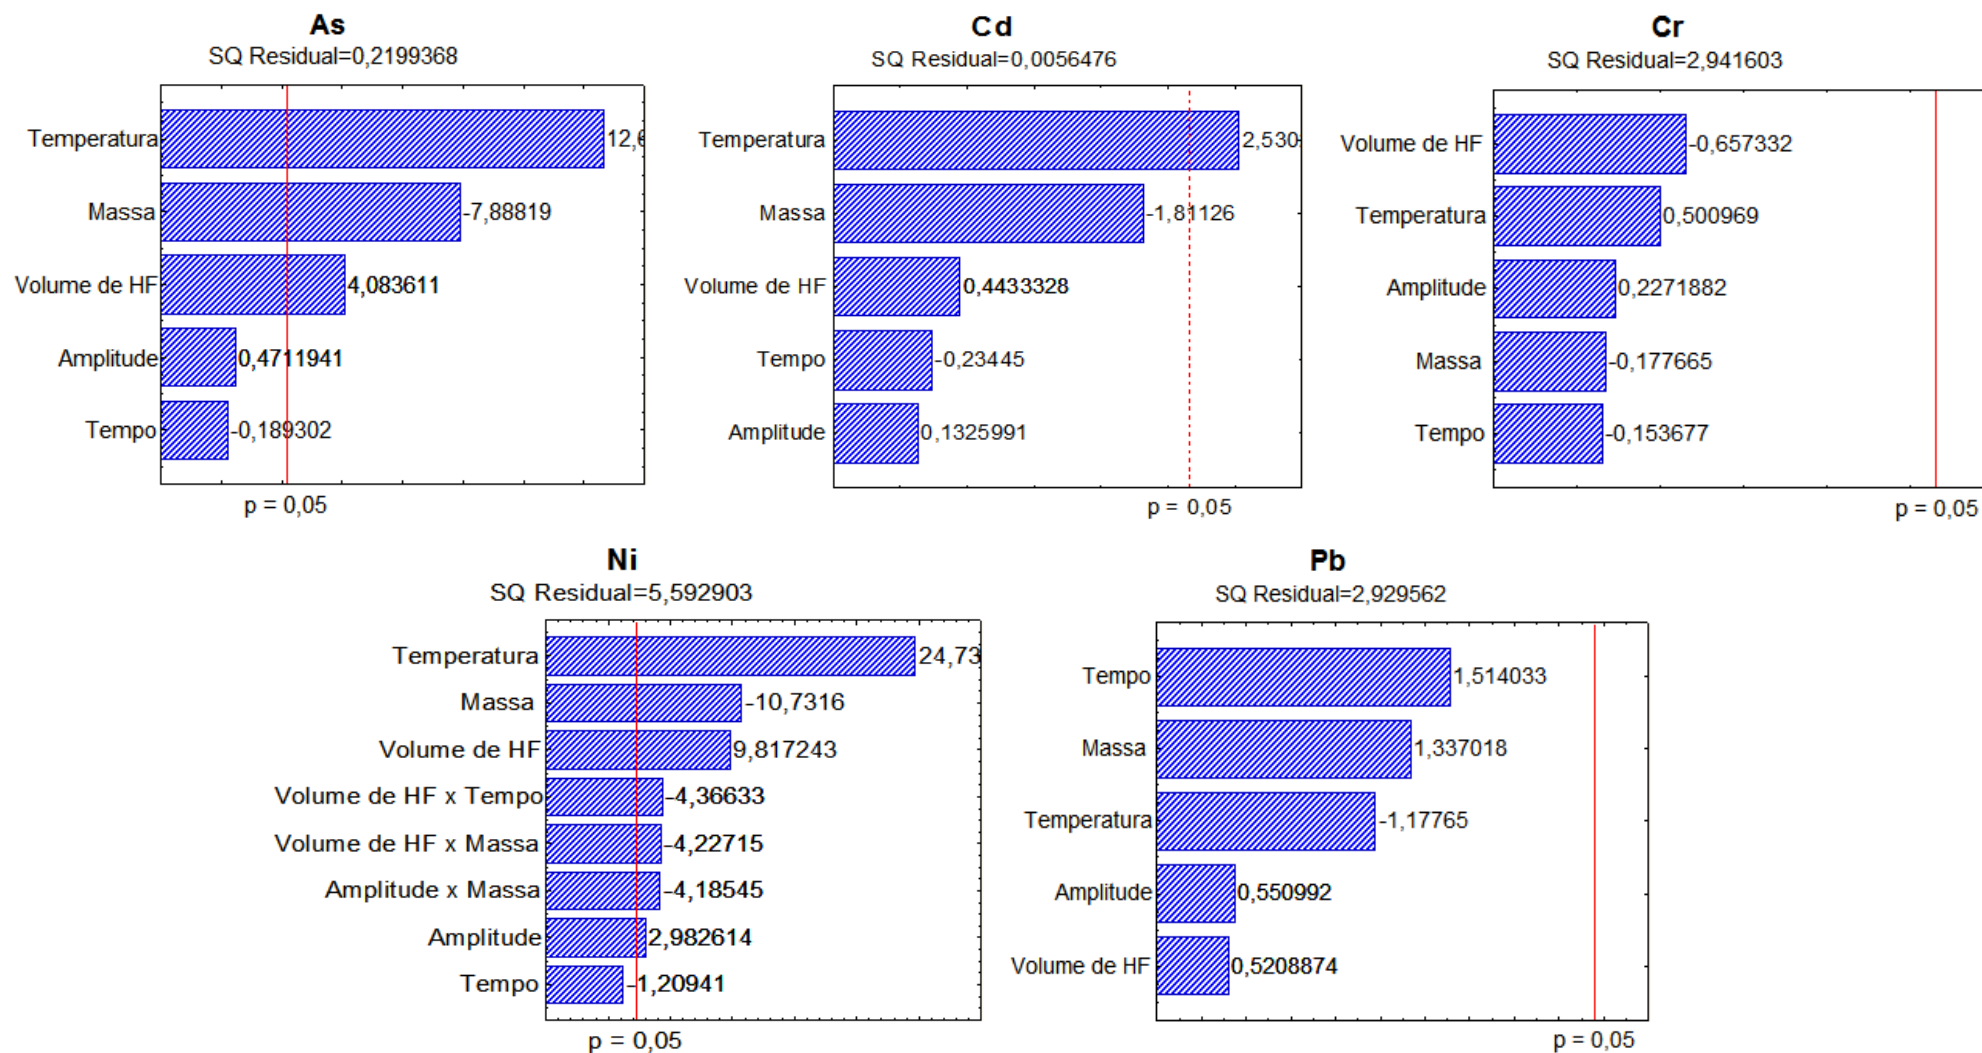 As
SQ Residual=0,2199368
Temperatura
12,6
Massa
-7,88819
Volume de HF
4,083611
Amplitude
0,4711941
Tempo
-0,189302
p = 0,05
Cd
SQ Residual=0,0056476
Temperatura
2,530
Massa
-1,81126
Volume de HF
0,4433328
Tempo
-0,23445
Amplitude
0,1325991
p = 0,05
Cr
SQ Residual=2,941603
Volume de HF
-0,657332
Temperatura
0,500969
Amplitude
0,2271882
Massa
-0,177665
Tempo
-0,153677
p = 0,05
Ni
SQ Residual=5,592903
Temperatura
24,73
Massa
-10,7316
Volume de HF
9,817243
Volume de HF x Tempo
-4,36633
Volume de HF x Massa
-4,22715
Amplitude x Massa
-4,18545
Amplitude
2,982614
Tempo
-1,20941
p = 0,05
Pb
SQ Residual=2,929562
Tempo
1,514033
Massa
1,337018
Temperatura
-1,17765
Amplitude
0,550992
Volume de HF
0,5208874
p = 0,05